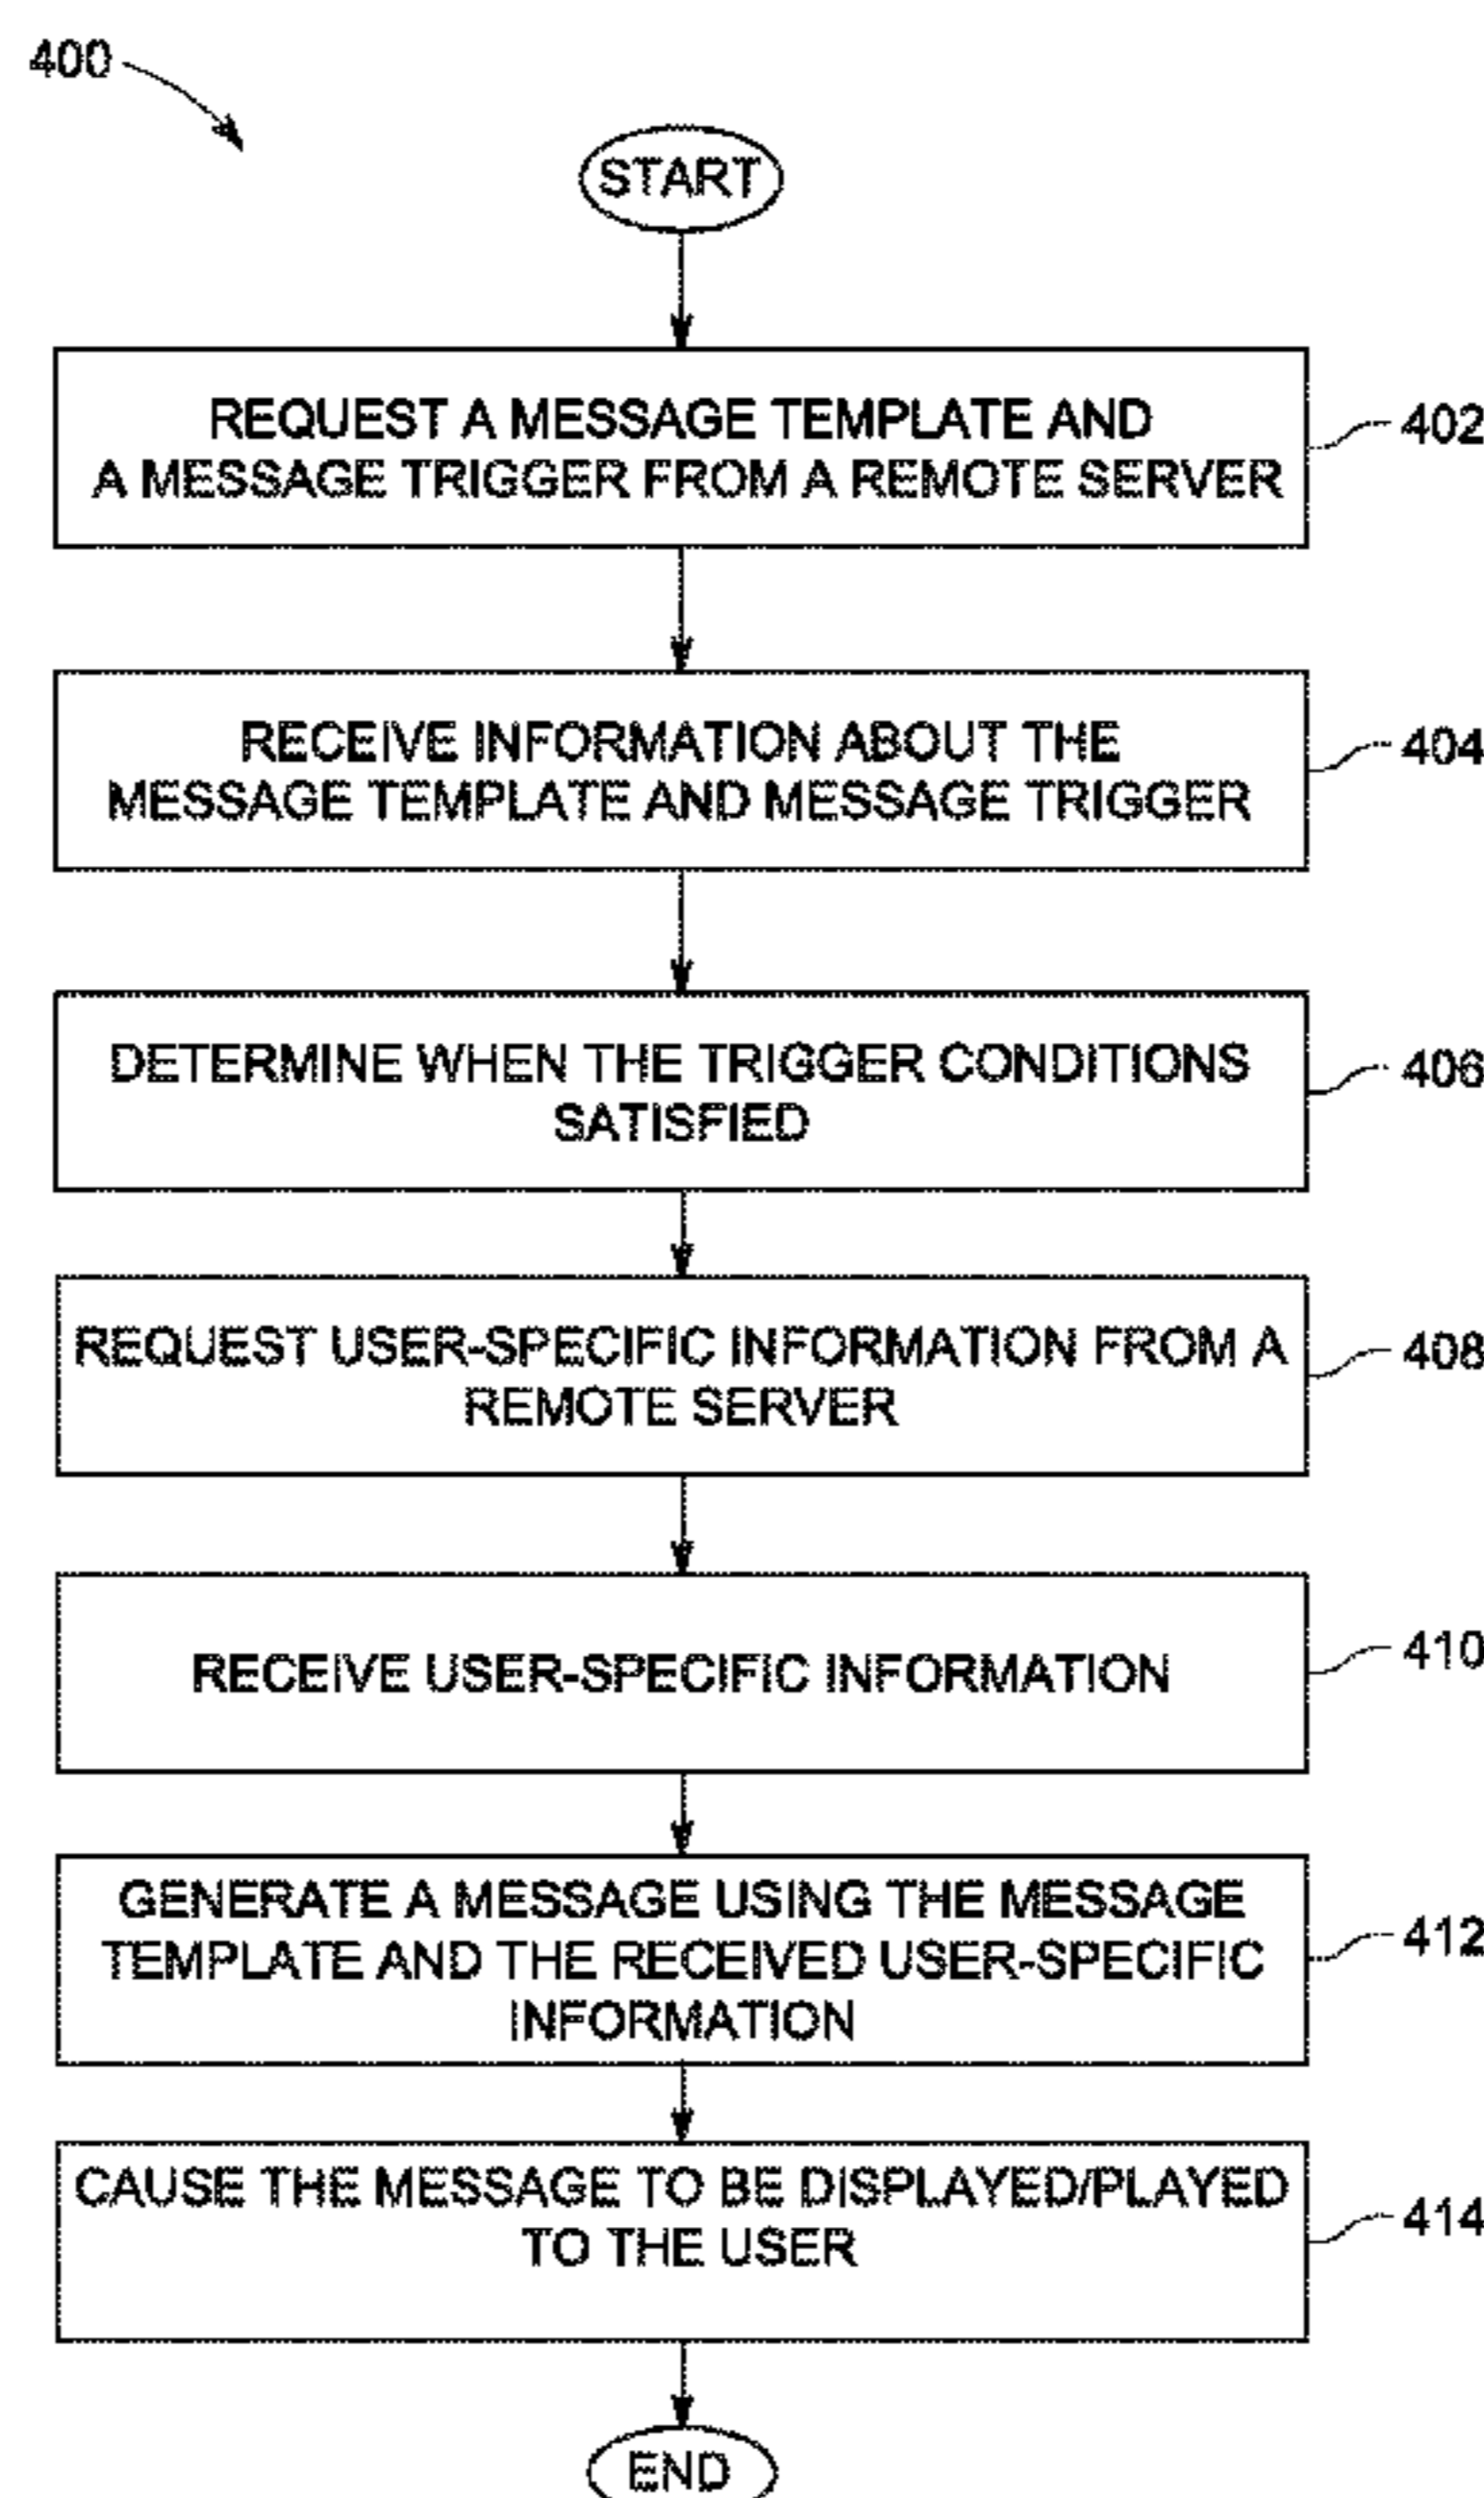 400
START
REQUEST A MESSAGE TEMPLATE AND
A MESSAGE TRIGGER FROM A REMOTE SERVER
402
RECEIVE INFORMATION ABOUT THE
MESSAGE TEMPLATE AND MESSAGE TRIGGER
404
DETERMINE WHEN THE TRIGGER CONDITIONS
SATISFIED
406
REQUEST USER-SPECIFIC INFORMATION FROM A
REMOTE SERVER
408
RECEIVE USER-SPECIFIC INFORMATION
410
GENERATE A MESSAGE USING THE MESSAGE
TEMPLATE AND THE RECEIVED USER-SPECIFIC
INFORMATION
412
CAUSE THE MESSAGE TO BE DISPLAYED/PLAYED
TO THE USER
414
END